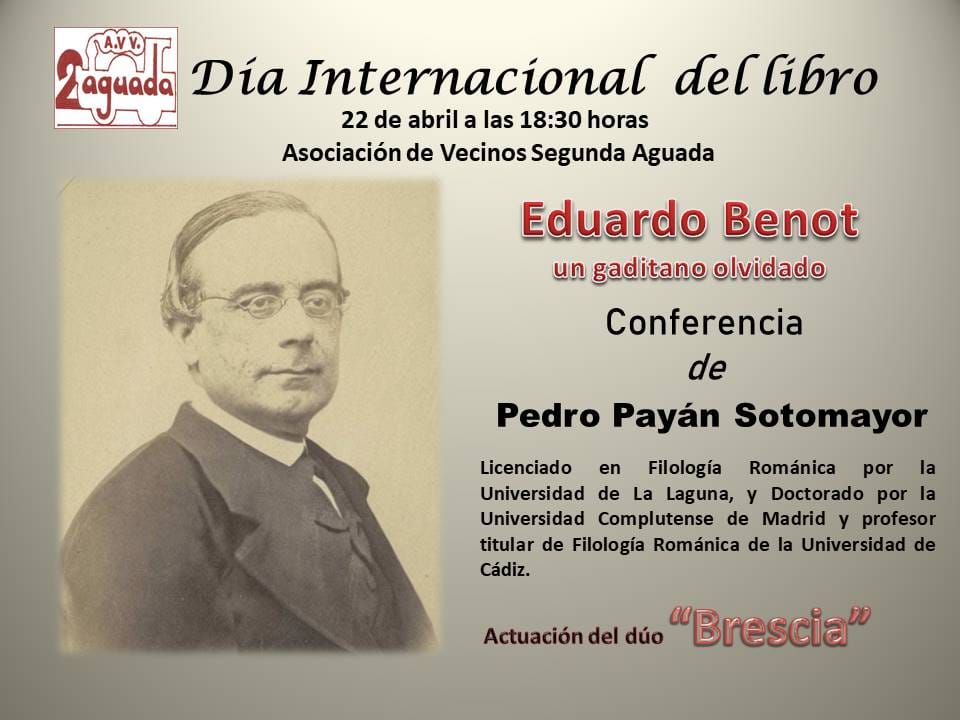 A.V V.
2aguada
Día Internacional del libro
22 de abril a las 18:30 horas
Asociación de Vecinos Segunda Aguada
Eduardo Benot
un gaditano olvidado
Conferencia
de
Pedro Payán Sotomayor
Licenciado en Filología Románica por la
Universidad de La Laguna, y Doctorado por la
Universidad Complutense de Madrid y profesor
titular de Filología Románica de la Universidad de
Cádiz.
Actuación del dúo “Brescia”